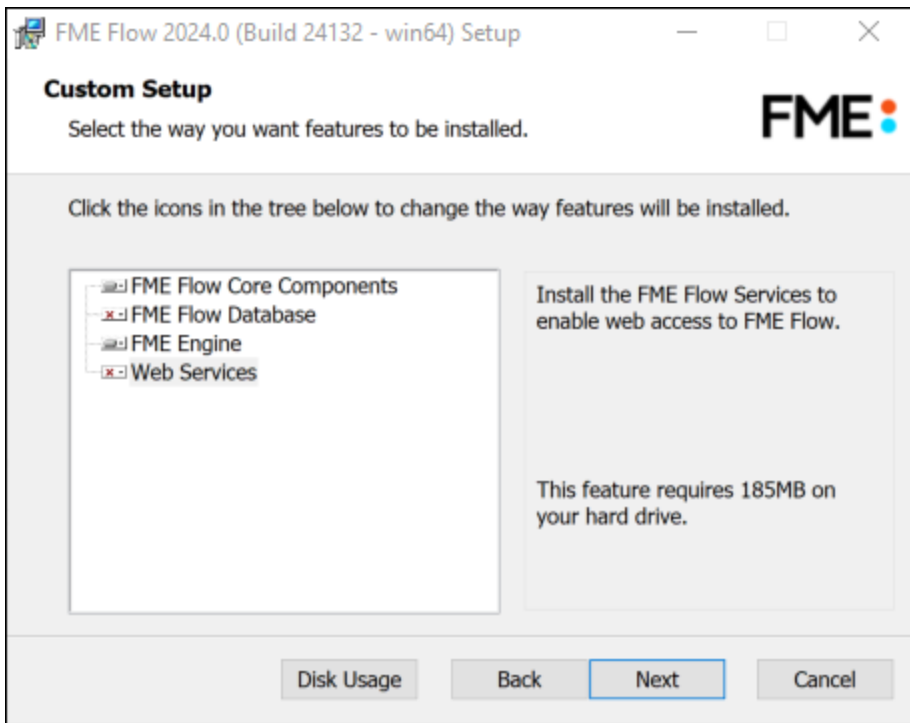 FME Flow 2024.0 (Build 24132 - win64) Setup
Custom Setup
Select the way you want features to be installed.
FME
Click the icons in the tree below to change the way features will be installed.
FME Flow Core Components
FME Flow Database
FME Engine
Web Services
Install the FME Flow Services to
enable web access to FME Flow.
This feature requires 185MB on
your hard drive.
Disk Usage
Back
Next
Cancel